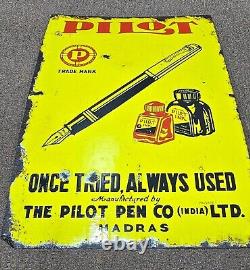 PILOT
P
TRADE MARK
ONCE TRIED, ALWAYS USED
Manufactured by
THE PILOT PEN CO (INDIA) LTD.
MADRAS